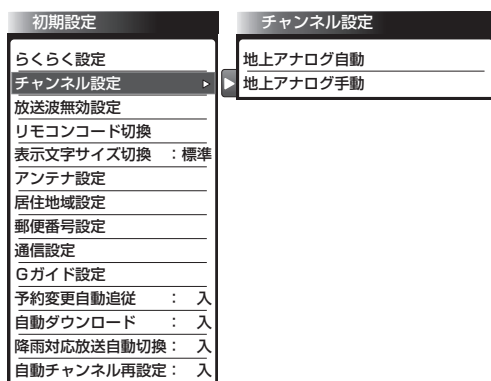 初期設定
らくらく設定
チャンネル設定
放送波無効設定
リモコンコード切換
表示文字サイズ切換 ：標準
アンテナ設定
居住地域設定
郵便番号設定
通信設定
Gガイド設定
予約変更自動追従 ： 入
自動ダウンロード ： 入
降雨対応放送自動切換： 入
自動チャンネル再設定： 入
チャンネル設定
地上アナログ自動
地上アナログ手動